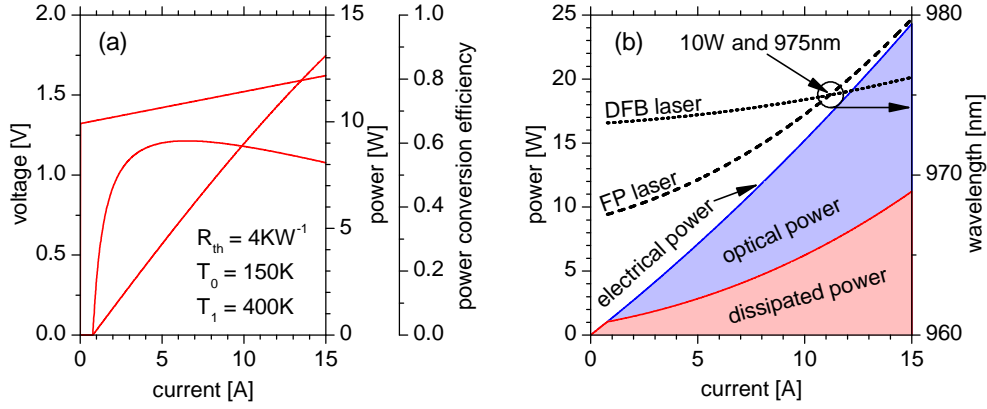 (a)
2.0
1.5
1.0
0.5
0.0
voltage [V]
0 5 10 15
current [A]
15
10
5
0
power [W]
1.0
0.8
0.6
0.4
0.2
0.0
power conversion efficiency
R_th = 4KW^-1
T_0 = 150K
T_1 = 400K
(b)
25
20
15
10
5
0
power [W]
0 5 10 15
current [A]
980
970
960
wavelength [nm]
10W and 975nm
DFB laser
FP laser
electrical power
optical power
dissipated power